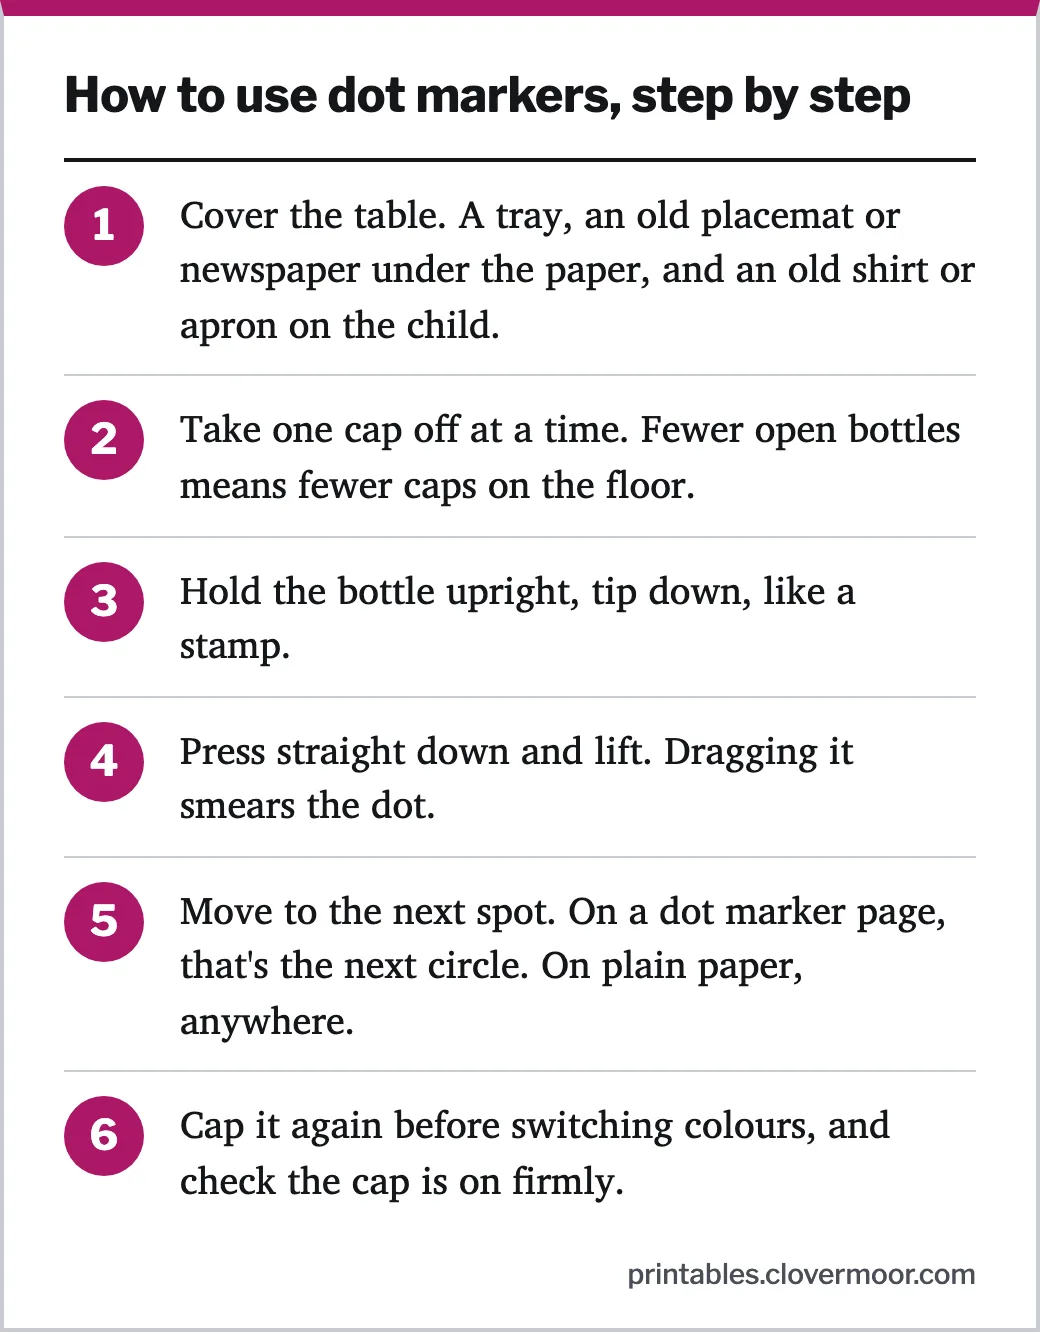 How to use dot markers, step by step
1
Cover the table. A tray, an old placemat or
newspaper under the paper, and an old shirt or
apron on the child.
2
Take one cap off at a time. Fewer open bottles
means fewer caps on the floor.
3
Hold the bottle upright, tip down, like a
stamp.
4
Press straight down and lift. Dragging it
smears the dot.
5
Move to the next spot. On a dot marker page,
that's the next circle. On plain paper,
anywhere.
6
Cap it again before switching colours, and
check the cap is on firmly.
printables.clovermoor.com